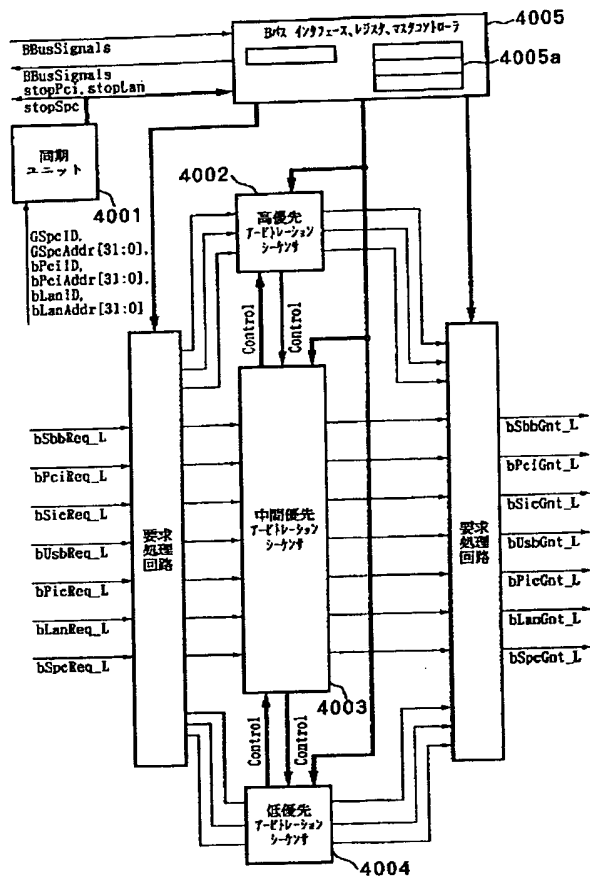 BBusSignals
Bバス インタフェース、レジスタ、マスタコントローラ
4005
4005a
BBusSignals
stopPci,stopLan
stopSpc
同期
ユニット
4001
GSpcID,
GSpcAddr[31:0],
bPciID,
bPciAddr[31:0],
bLanID,
bLanAddr[31:0]
4002
高優先
アービトレーション
シーケンサ
Control
Control
bSbbReq_L
bPciReq_L
bSicReq_L
bUsbReq_L
bPicReq_L
bLanReq_L
bSpcReq_L
要求
処理
回路
中間優先
アービトレーション
シーケンサ
4003
要求
処理
回路
bSbbGnt_L
bPciGnt_L
bSicGnt_L
bUsbGnt_L
bPicGnt_L
bLanGnt_L
bSpcGnt_L
Control
Control
低優先
アービトレーション
シーケンサ
4004